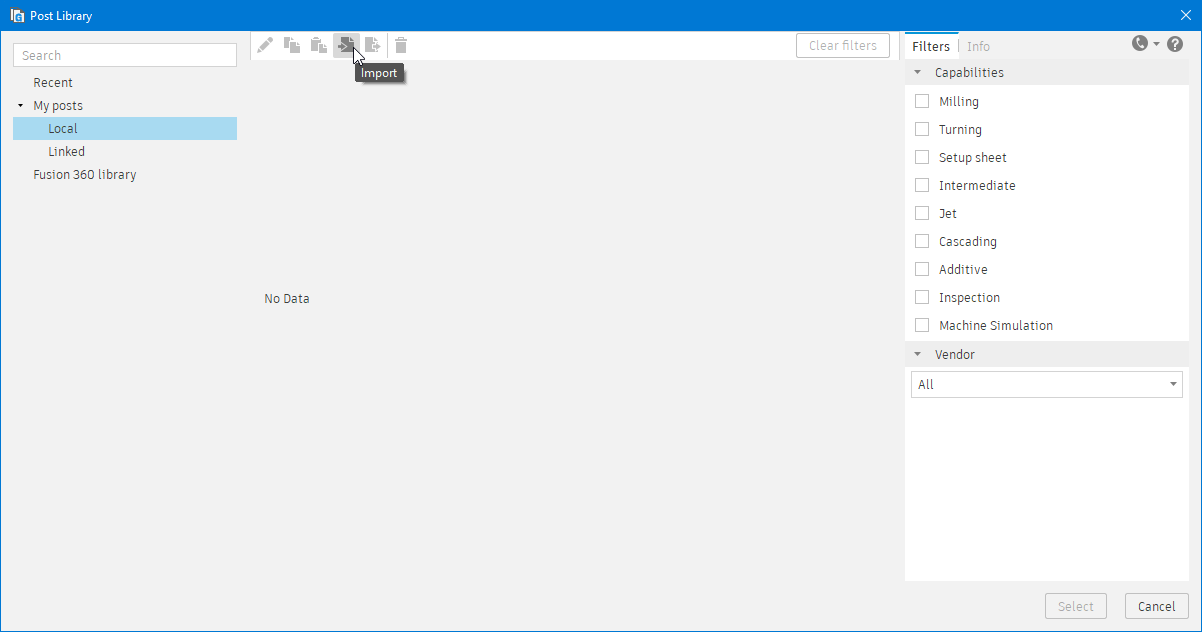 Post Library
Search
Recent
My posts
Local
Linked
Fusion 360 library
Import
Clear filters
No Data
Filters
Info
Capabilities
Milling
Turning
Setup sheet
Intermediate
Jet
Cascading
Additive
Inspection
Machine Simulation
Vendor
All
Select
Cancel